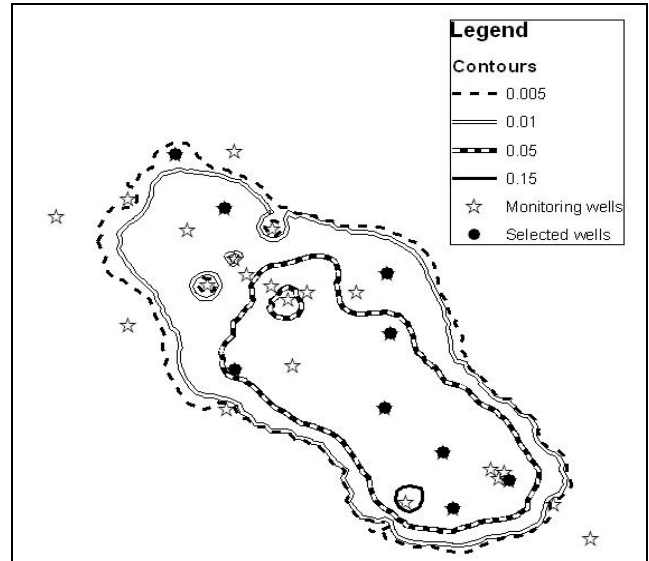 Legend
Contours
0.005
0.01
0.05
0.15
Monitoring wells
Selected wells